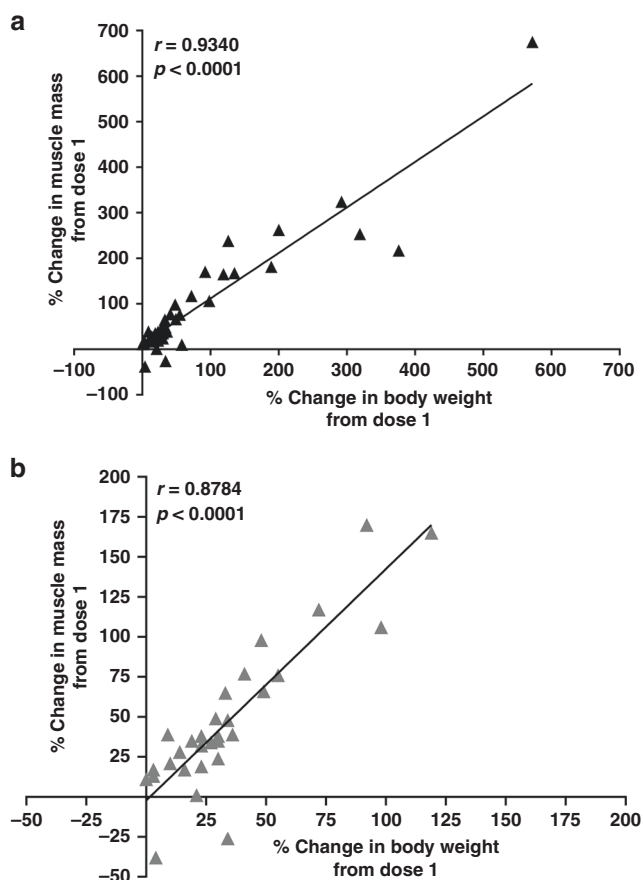 a
r = 0.9340
p < 0.0001
% Change in muscle mass
from dose 1
700
600
500
400
300
200
100
–100
–100
0
100
200
300
400
500
600
700
% Change in body weight
from dose 1
b
r = 0.8784
p < 0.0001
% Change in muscle mass
from dose 1
200
175
150
125
100
75
50
25
–25
–50
–50
–25
0
25
50
75
100
125
150
175
200
% Change in body weight
from dose 1